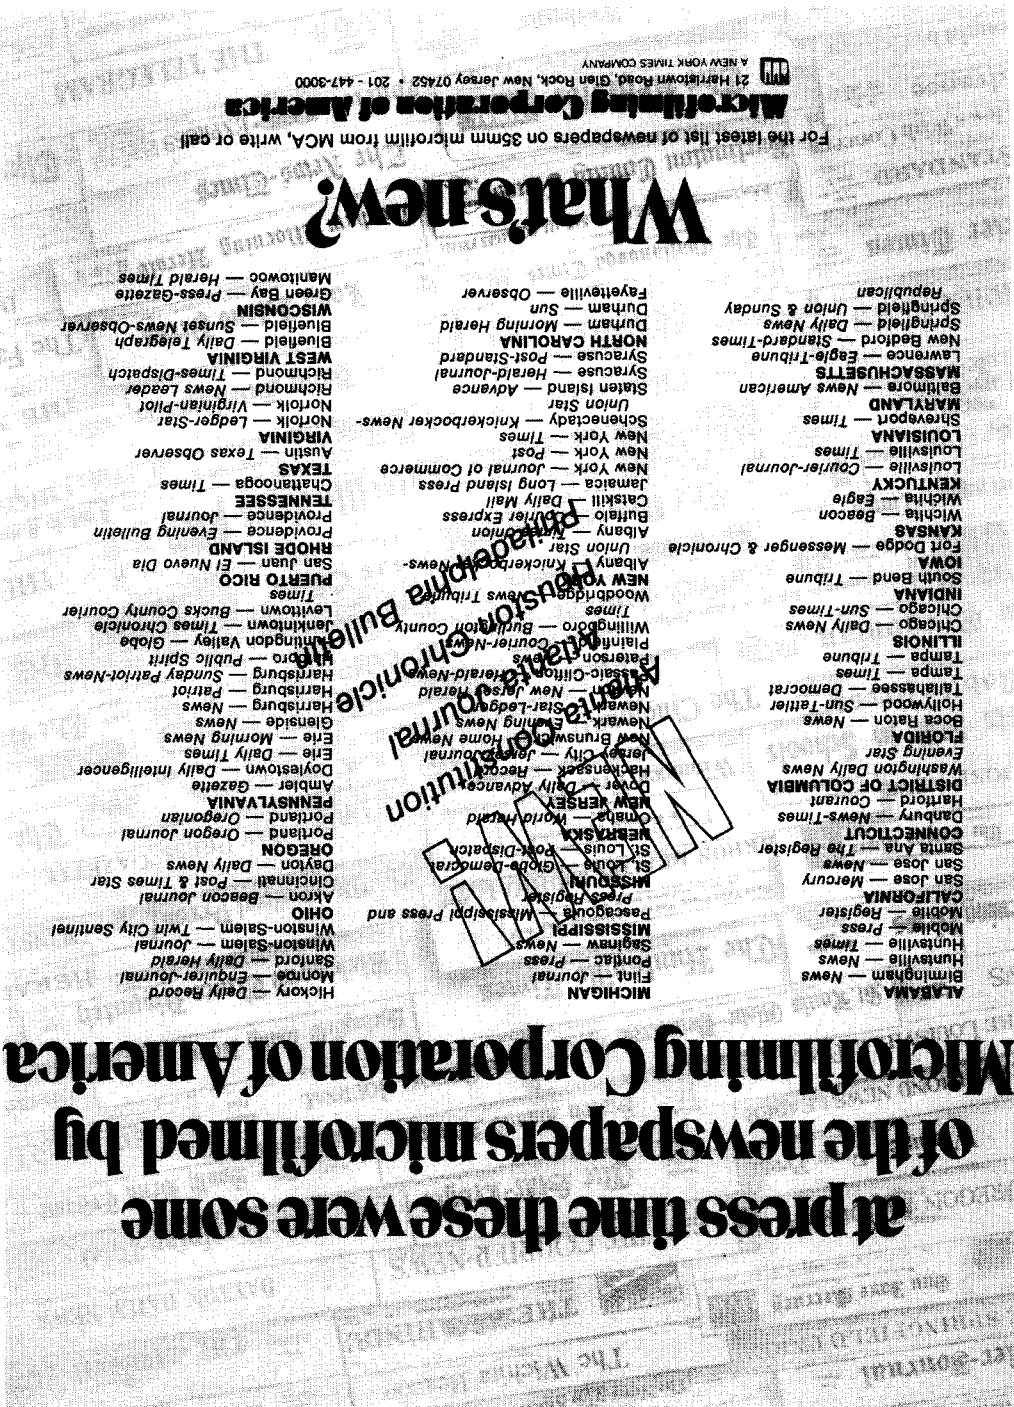 at press time these were some
of the newspapers microfilmed by
Microfilming Corporation of America
ALABAMA
Birmingham — News
Huntsville — News
Huntsville — Times
Mobile — Press
Mobile — Register
CALIFORNIA
San Jose — Mercury
San Jose — News
Santa Ana — The Register
CONNECTICUT
Danbury — News-Times
Hartford — Courant
DISTRICT OF COLUMBIA
Washington Daily News
Evening Star
FLORIDA
Boca Raton — News
Hollywood — Sun-Tattler
Tallahassee — Democrat
Tampa — Times
Tampa — Tribune
ILLINOIS
Chicago — Daily News
Chicago — Sun-Times
INDIANA
South Bend — Tribune
IOWA
Fort Dodge — Messenger & Chronicle
KANSAS
Wichita — Beacon
Wichita — Eagle
KENTUCKY
Louisville — Courier-Journal
Louisville — Times
LOUISIANA
Shreveport — Times
MARYLAND
Baltimore — News American
MASSACHUSETTS
Lawrence — Eagle-Tribune
New Bedford — Standard-Times
Springfield — Daily News
Springfield — Union & Sunday
Republican
MICHIGAN
Flint — Journal
Pontiac — Press
Saginaw — News
MISSISSIPPI
Pascagoula — Mississippi Press and
Press Register
MISSOURI
St. Louis — Globe-Democrat
St. Louis — Post-Dispatch
NEBRASKA
Omaha — World Herald
NEW JERSEY
Dover — Daily Advance
Hackensack — Record
Jersey City — Jersey Journal
New Brunswick — Home News
Newark — Evening News
Newark — Star-Ledger
Newark — New Jersey Herald
Passaic-Clifton — Herald-News
Paterson — News
Plainfield — Courier-News
Willingboro — Burlington County
Times
Woodbridge — News Tribune
NEW YORK
Albany — Knickerbocker News-
Union Star
Albany — Times-Union
Buffalo — Courier Express
Catskill — Daily Mail
Jamaica — Long Island Press
New York — Journal of Commerce
New York — Post
New York — Times
Schenectady — Knickerbocker News-
Union Star
Staten Island — Advance
Syracuse — Herald-Journal
Syracuse — Post-Standard
NORTH CAROLINA
Durham — Morning Herald
Durham — Sun
Fayetteville — Observer
Hickory — Daily Record
Monroe — Enquirer-Journal
Sanford — Daily Herald
Winston-Salem — Journal
Winston-Salem — Twin City Sentinel
OHIO
Akron — Beacon Journal
Cincinnati — Post & Times Star
Dayton — Daily News
OREGON
Portland — Oregon Journal
Portland — Oregonian
PENNSYLVANIA
Ambler — Gazette
Doylestown — Daily Intelligencer
Erie — Daily Times
Erie — Morning News
Glenside — News
Harrisburg — News
Harrisburg — Patriot
Harrisburg — Sunday Patriot-News
Hatboro — Public Spirit
Huntingdon Valley — Globe
Jenkintown — Times Chronicle
Levittown — Bucks County Courier
Times
PUERTO RICO
San Juan — El Nuevo Dia
RHODE ISLAND
Providence — Evening Bulletin
Providence — Journal
TENNESSEE
Chattanooga — Times
TEXAS
Austin — Texas Observer
VIRGINIA
Norfolk — Ledger-Star
Norfolk — Virginian-Pilot
Richmond — News Leader
Richmond — Times-Dispatch
WEST VIRGINIA
Bluefield — Daily Telegraph
Bluefield — Sunset News-Observer
WISCONSIN
Green Bay — Press-Gazette
Manitowoc — Herald Times
NEW!
Atlanta Constitution
Atlanta Journal
Houston Chronicle
Philadelphia Bulletin
What's new?
For the latest list of newspapers on 35mm microfilm from MCA, write or call
Microfilming Corporation of America
21 Harristown Road, Glen Rock, New Jersey 07452 • 201 - 447-3000
A NEW YORK TIMES COMPANY